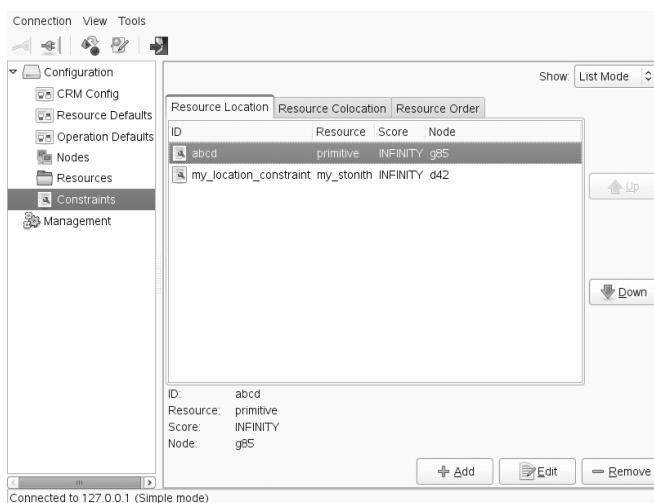 Connection View Tools
Configuration
CRM Config
Resource Defaults
Operation Defaults
Nodes
Resources
Constraints
Management
Show: List Mode
Resource Location Resource Colocation Resource Order
ID Resource Score Node
abcd primitive INFINITY g85
my_location_constraint my_stonith INFINITY d42
Up
Down
ID: abcd
Resource: primitive
Score: INFINITY
Node: g85
Add Edit Remove
Connected to 127.0.0.1 (Simple mode)